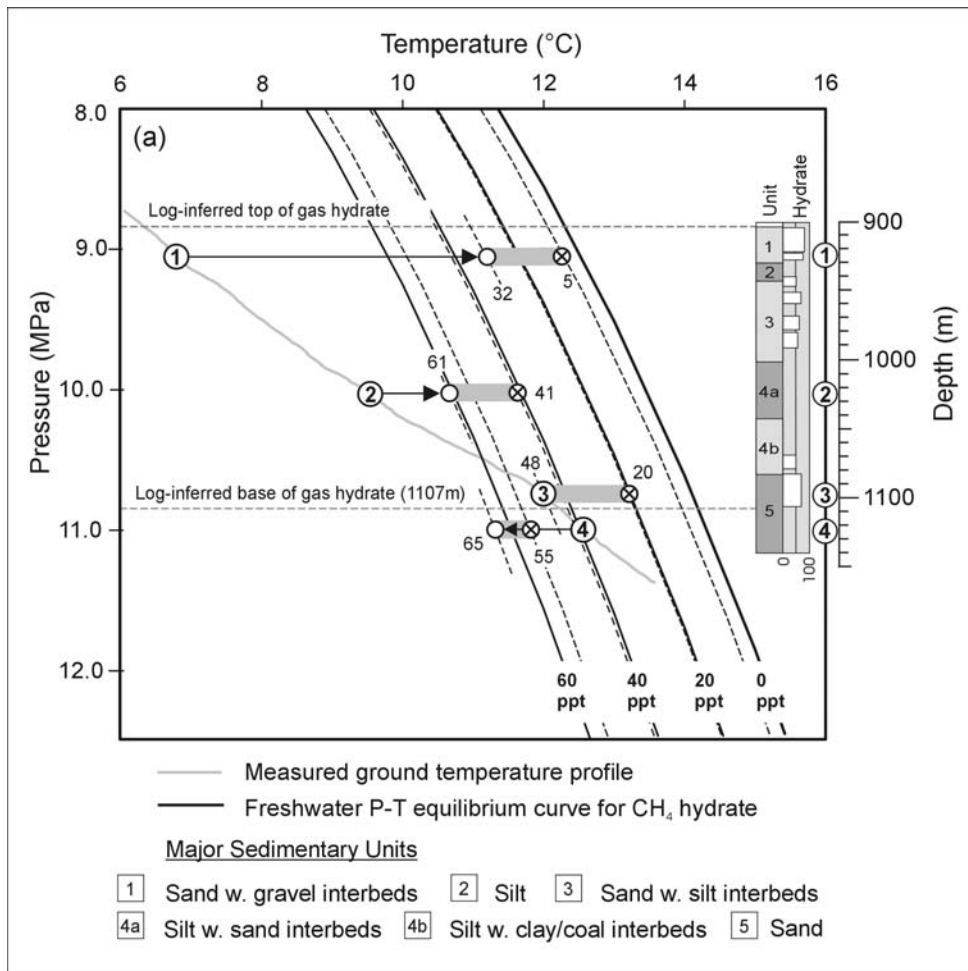 Temperature (°C)
6 8 10 12 14 16
8.0
(a)
Unit
Hydrate
Log-inferred top of gas hydrate
900
9.0
1
1
1
32
5
2
3
Pressure (MPa)
Depth (m)
61
1000
10.0
2
41
4a
2
4b
48
20
3
1100
3
Log-inferred base of gas hydrate (1107m)
5
11.0
4
4
65
55
0
100
12.0
60 40 20 0
ppt ppt ppt ppt
Measured ground temperature profile
Freshwater P-T equilibrium curve for CH₄ hydrate
Major Sedimentary Units
1 Sand w. gravel interbeds 2 Silt 3 Sand w. silt interbeds
4a Silt w. sand interbeds 4b Silt w. clay/coal interbeds 5 Sand